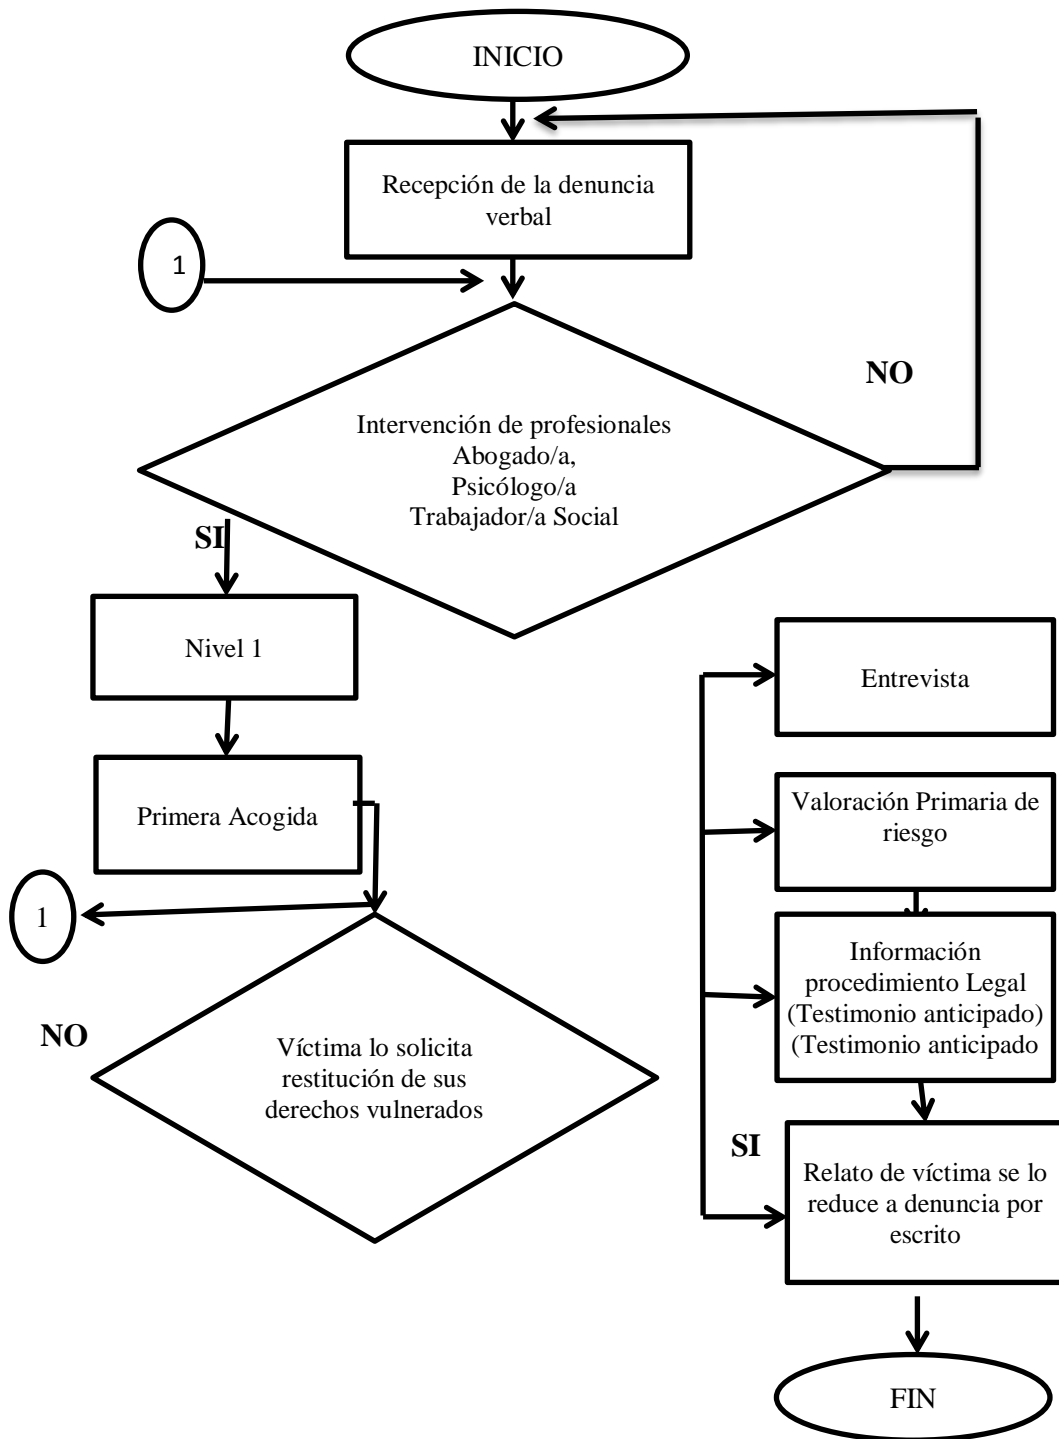 INICIO
Recepción de la denuncia
verbal
1
NO
Intervención de profesionales
Abogado/a,
Psicólogo/a
Trabajador/a Social
SI
Nivel 1
Primera Acogida
1
NO
Víctima lo solicita
restitución de sus
derechos vulnerados
SI
Entrevista
Valoración Primaria de
riesgo
Información
procedimiento Legal
(Testimonio anticipado)
(Testimonio anticipado
Relato de víctima se lo
reduce a denuncia por
escrito
FIN